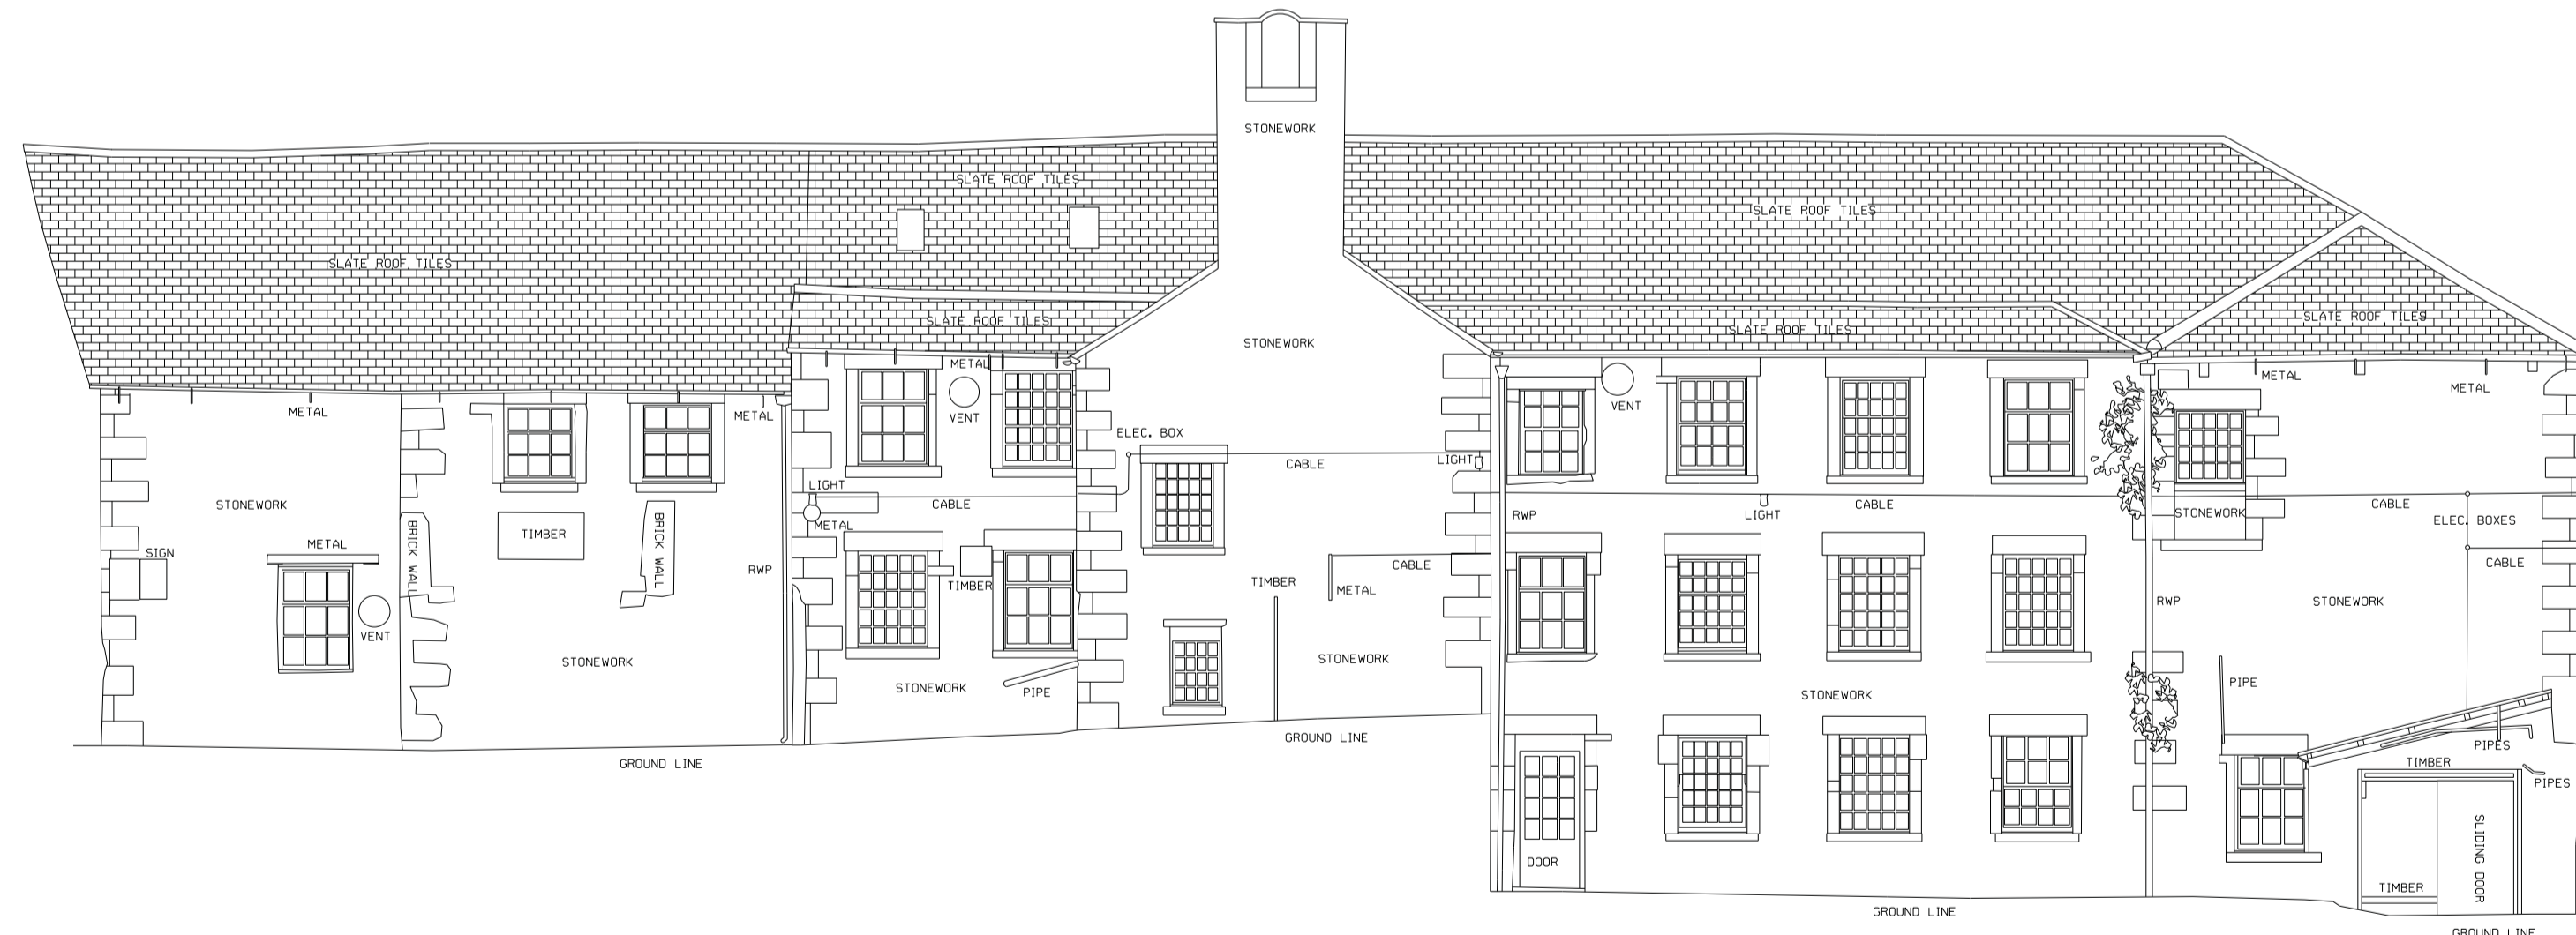 STONEWORK
SLATE ROOF TILES
SLATE ROOF TILES
SLATE ROOF TILES
SLATE ROOF TILES
SLATE ROOF TILES
SLATE ROOF TILES
STONEWORK
METAL
METAL
METAL
METAL
METAL
VENT
VENT
ELEC. BOX
CABLE
LIGHT
LIGHT
CABLE
METAL
STONEWORK
TIMBER
BRICK WALL
BRICK WALL
RWP
LIGHT
CABLE
STONEWORK
CABLE
ELEC. BOXES
SIGN
METAL
VENT
STONEWORK
RWP
TIMBER
TIMBER
METAL
CABLE
CABLE
RWP
STONEWORK
STONEWORK
STONEWORK
PIPE
STONEWORK
STONEWORK
PIPE
GROUND LINE
GROUND LINE
PIPES
TIMBER
PIPES
DOOR
TIMBER
SLIDING DOOR
GROUND LINE
GROUND LINE